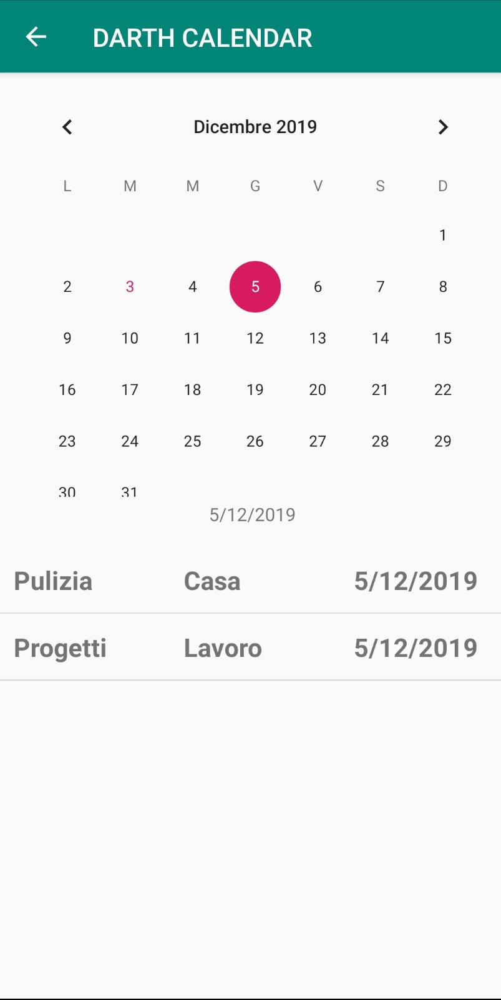 DARTH CALENDAR
Dicembre 2019
L M M G V S D
1
2 3 4 5 6 7 8
9 10 11 12 13 14 15
16 17 18 19 20 21 22
23 24 25 26 27 28 29
30 31
5/12/2019
Pulizia Casa 5/12/2019
Progetti Lavoro 5/12/2019